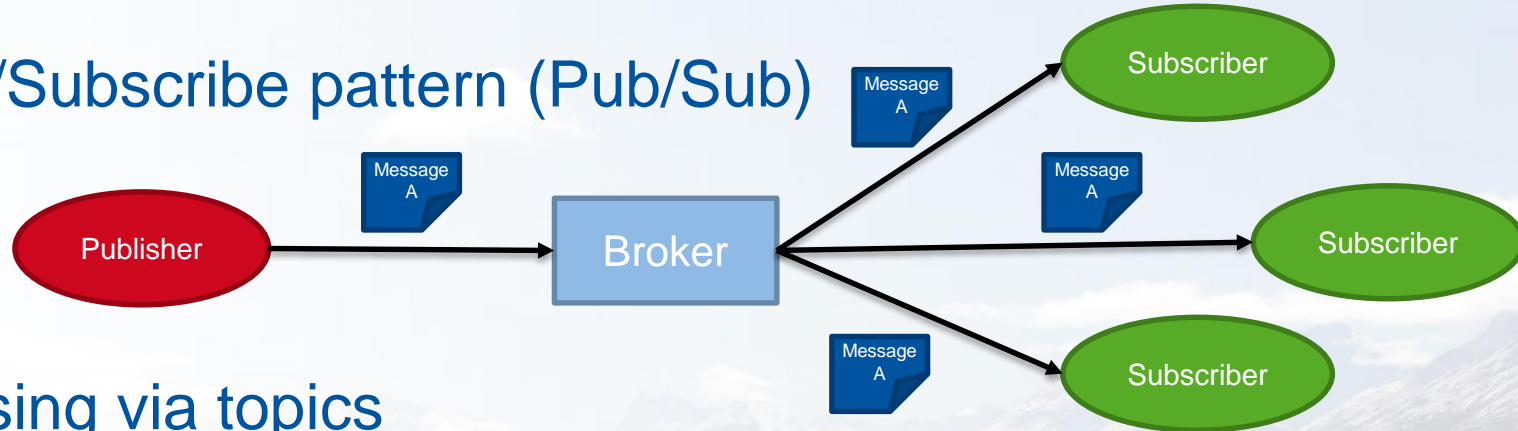 /Subscribe pattern (Pub/Sub)
Message
A
Subscriber
Message
A
Message
A
Publisher
Broker
Subscriber
Message
A
Subscriber
sing via topics